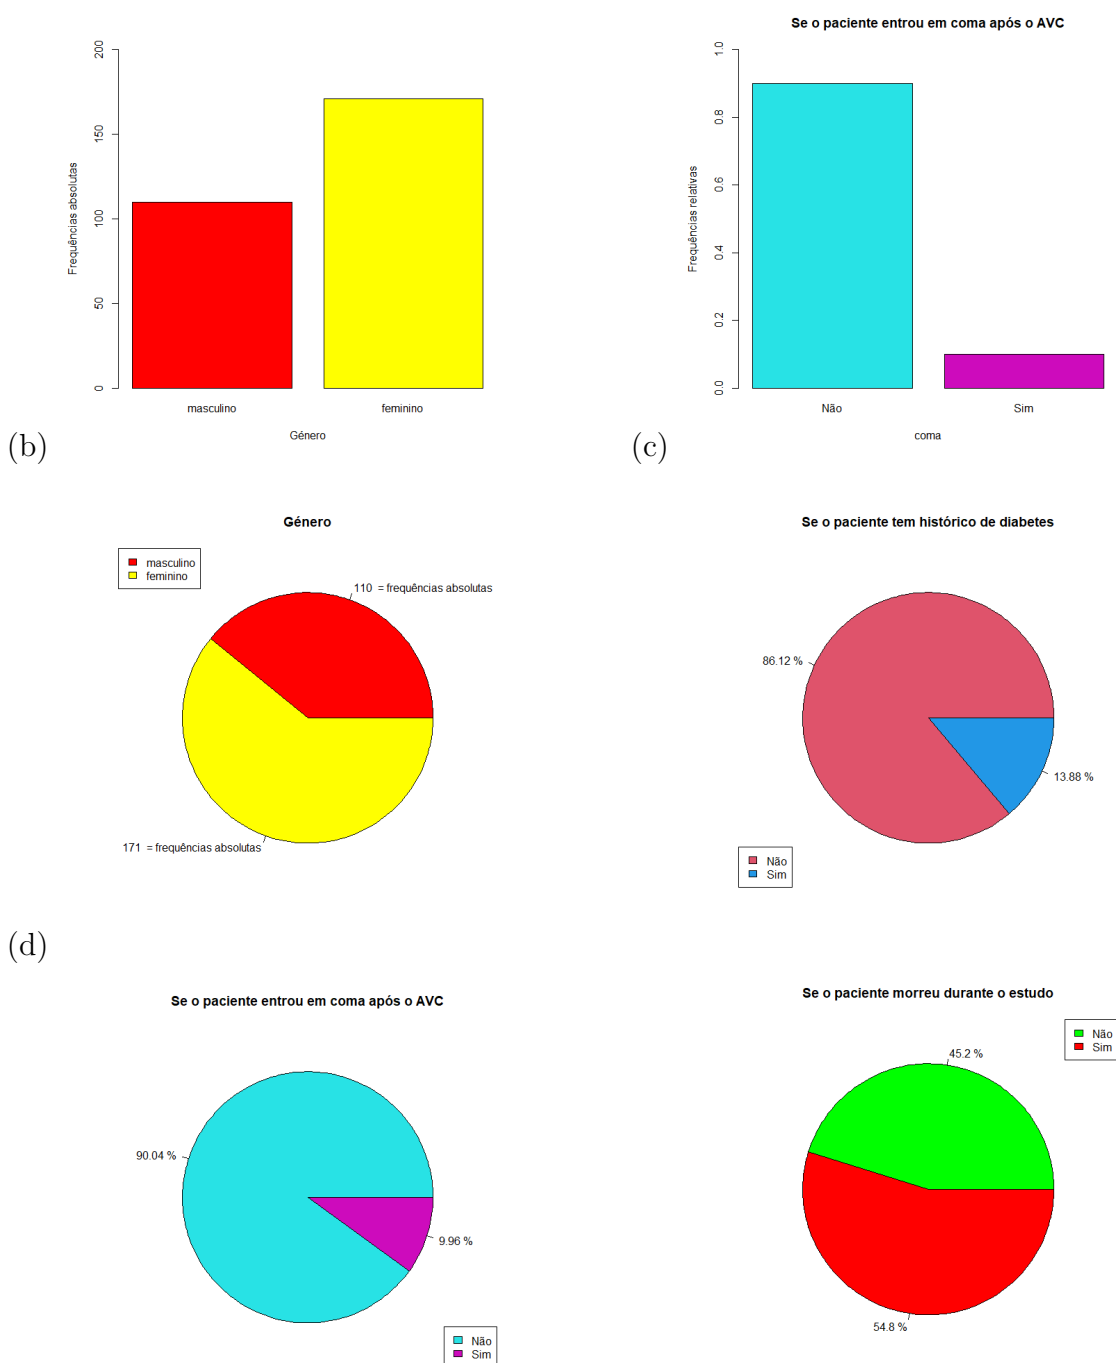 200
150
100
50
0
Frequências absolutas
masculino
feminino
Género
(b)
Se o paciente entrou em coma após o AVC
1.0
0.8
0.6
0.4
0.2
0.0
Frequências relativas
Não
Sim
coma
(c)
Género
masculino
feminino
110 = frequências absolutas
171 = frequências absolutas
Se o paciente tem histórico de diabetes
86.12 %
13.88 %
Não
Sim
(d)
Se o paciente entrou em coma após o AVC
90.04 %
9.96 %
Não
Sim
Se o paciente morreu durante o estudo
Não
Sim
45.2 %
54.8 %